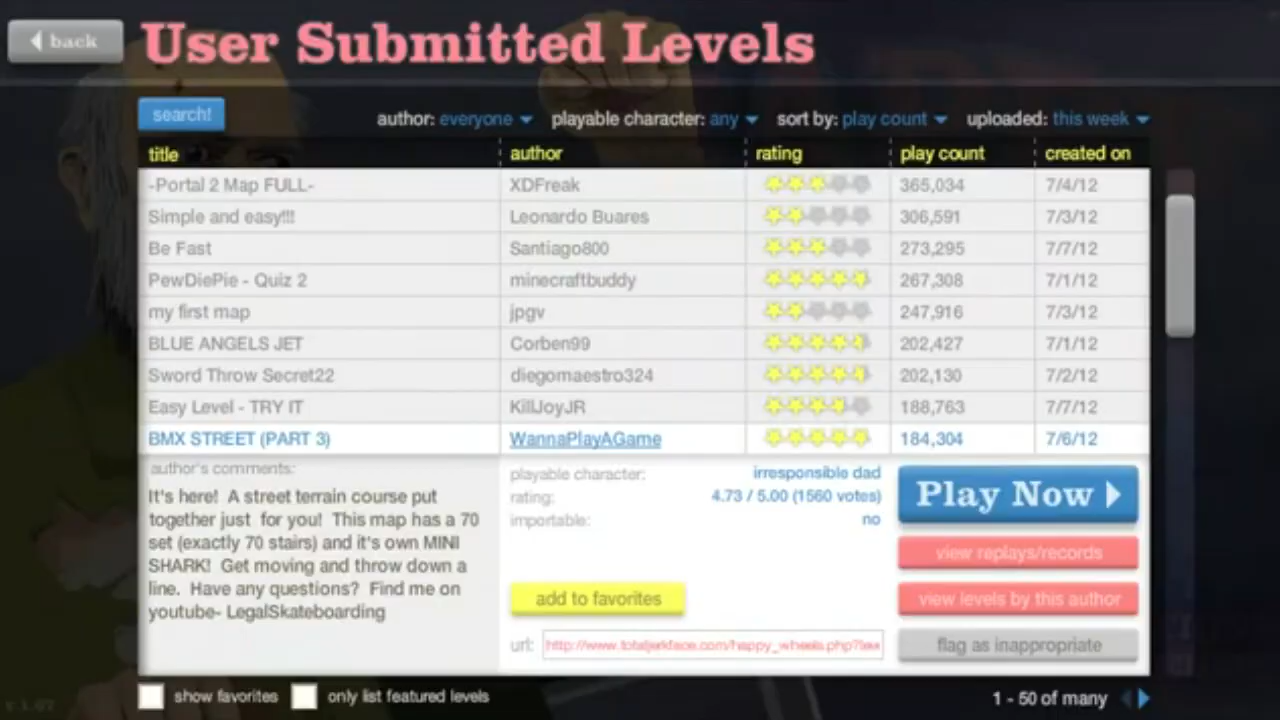 back
User Submitted Levels
search!
author: everyone playable character: any sort by: play count uploaded: this week
title author rating play count created on
-Portal 2 Map FULL- XDFreak 365,034 7/4/12
Simple and easy!!! Leonardo Buares 306,591 7/3/12
Be Fast Santiago800 273,295 7/7/12
PewDiePie - Quiz 2 minecraftbuddy 267,308 7/1/12
my first map jpgv 247,916 7/3/12
BLUE ANGELS JET Corben99 202,427 7/1/12
Sword Throw Secret22 diegomaestro324 202,130 7/2/12
Easy Level - TRY IT KillJoyJR 188,763 7/7/12
BMX STREET (PART 3) WannaPlayAGame 184,304 7/6/12
author's comments:
It's here! A street terrain course put
together just for you! This map has a 70
set (exactly 70 stairs) and it's own MINI
SHARK! Get moving and throw down a
line. Have any questions? Find me on
youtube- LegalSkateboarding
playable character: irresponsible dad
rating: 4.73 / 5.00 (1560 votes)
importable: no
add to favorites
url: http://www.totaljerkface.com/happy_wheels.php?lev
Play Now
view replays/records
view levels by this author
flag as inappropriate
show favorites only list featured levels
1 - 50 of many